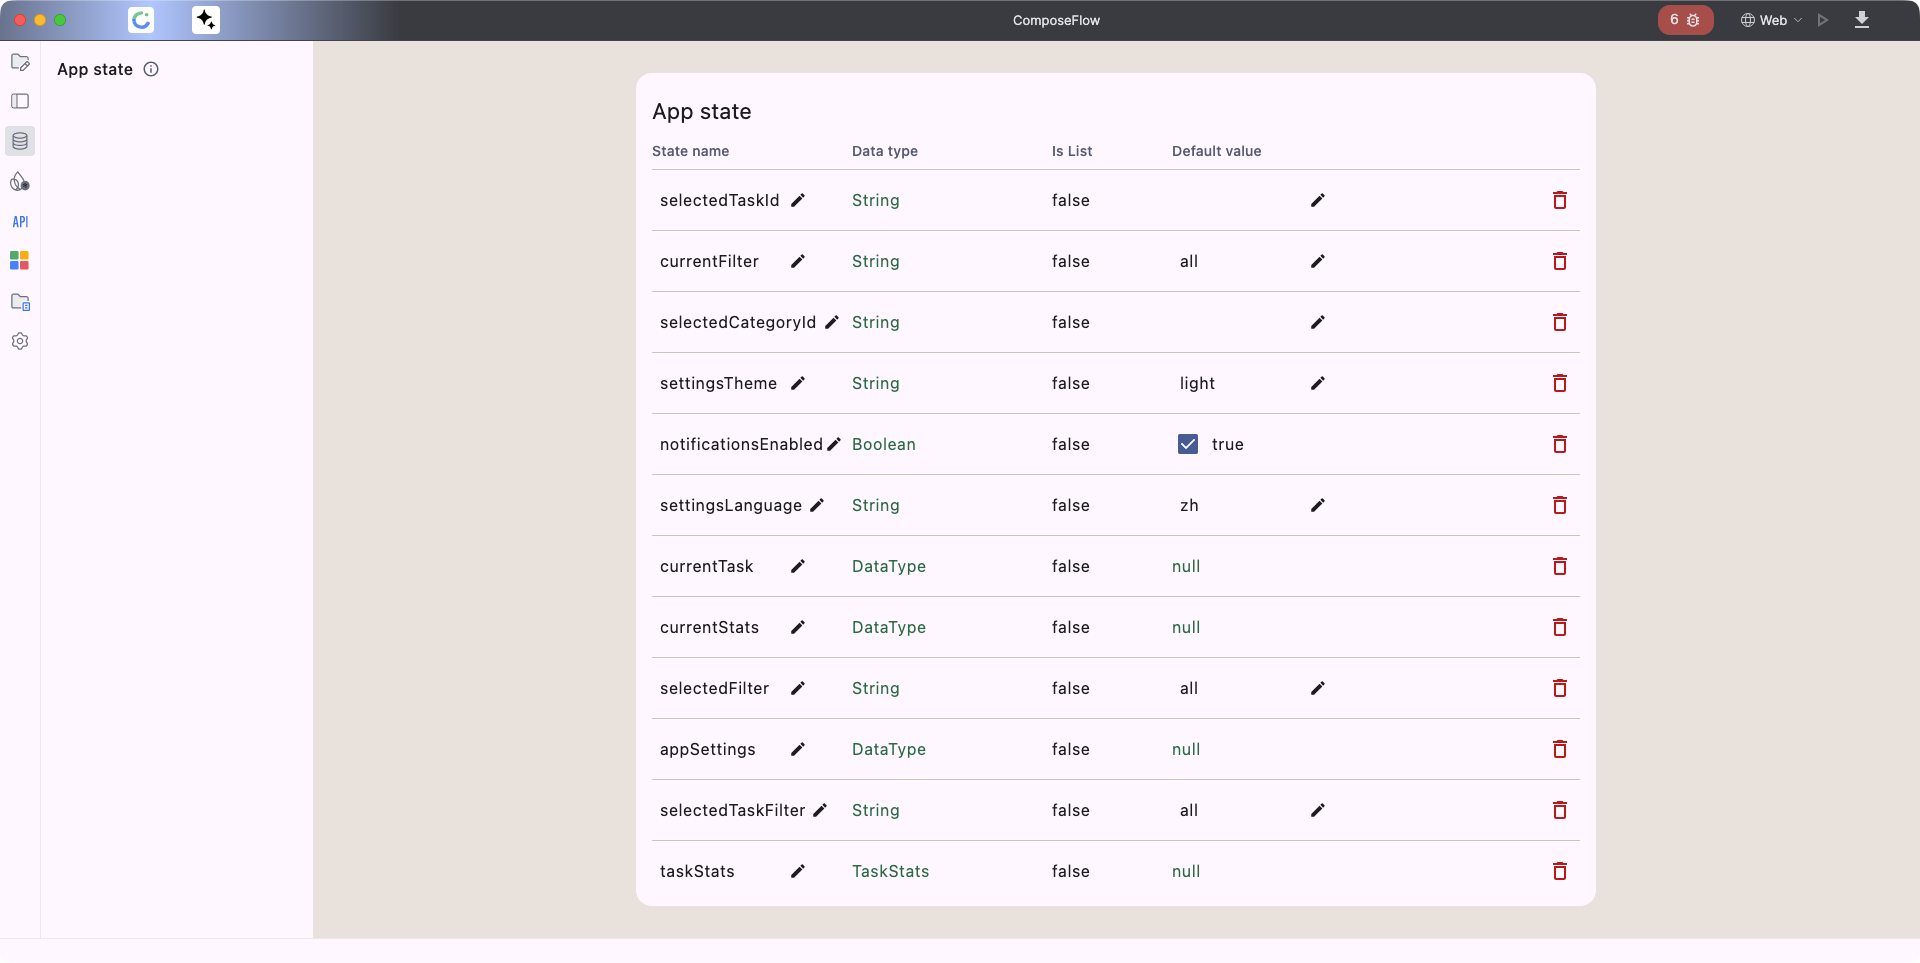 ComposeFlow
6
Web
App state
API
App state
State name Data type Is List Default value
selectedTaskId String false
currentFilter String false all
selectedCategoryId String false
settingsTheme String false light
notificationsEnabled Boolean false true
settingsLanguage String false zh
currentTask DataType false null
currentStats DataType false null
selectedFilter String false all
appSettings DataType false null
selectedTaskFilter String false all
taskStats TaskStats false null